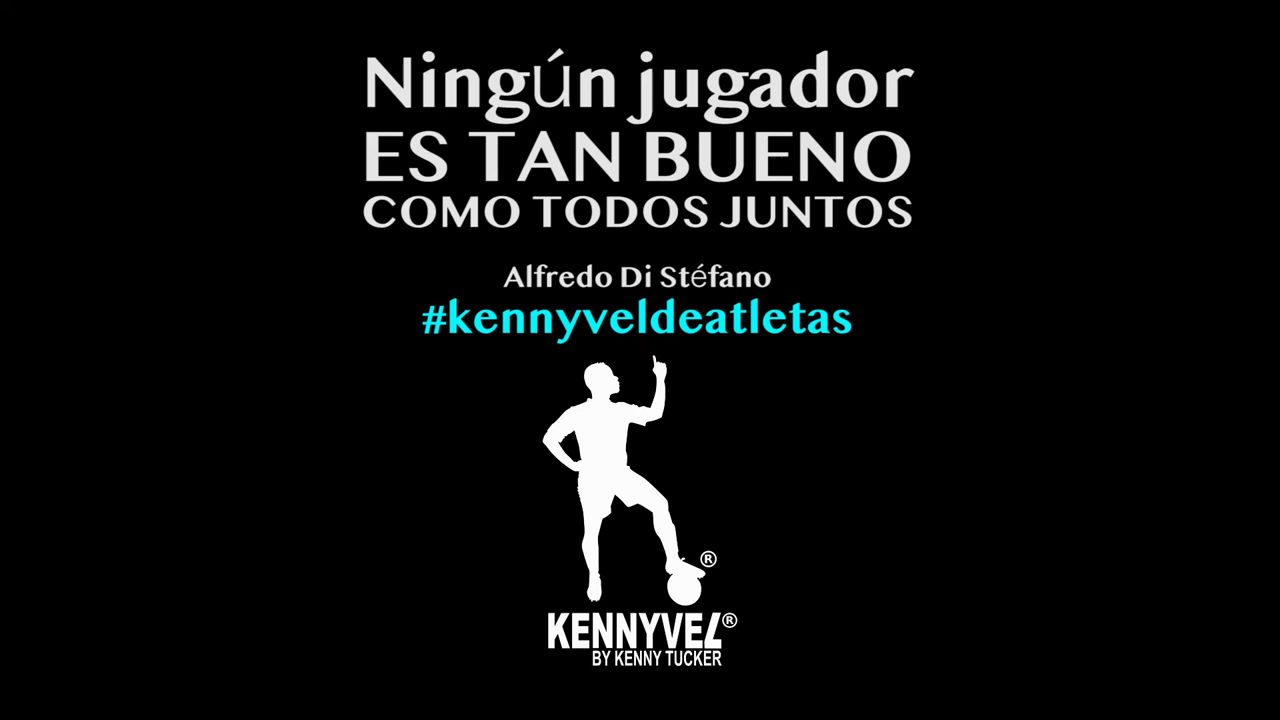 Ningún jugador
ES TAN BUENO
COMO TODOS JUNTOS
Alfredo Di Stéfano
#kennyveldeatletas
®
KENNYVEL®
BY KENNY TUCKER